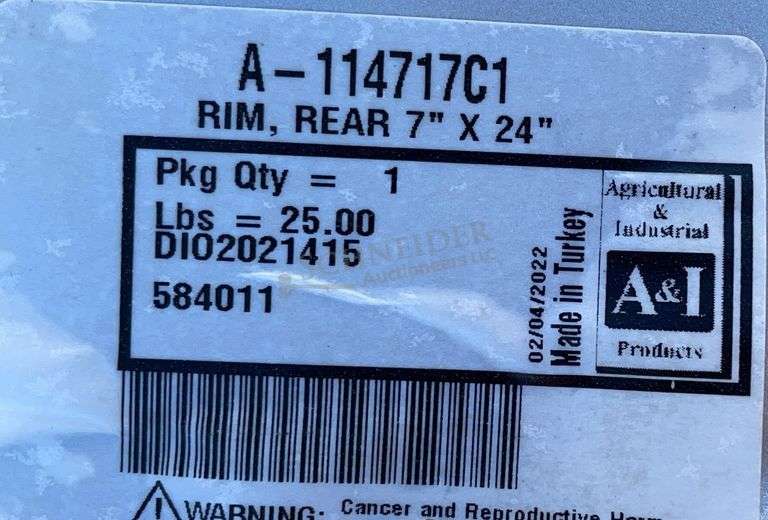 A-114717C1
RIM, REAR 7" X 24"
Pkg Qty = 1
Lbs = 25.00
DIO2021415
584011
02/04/2022
Made in Turkey
Agricultural
&
Industrial
A&I
Products
WARNING: Cancer and Reproductive Harm